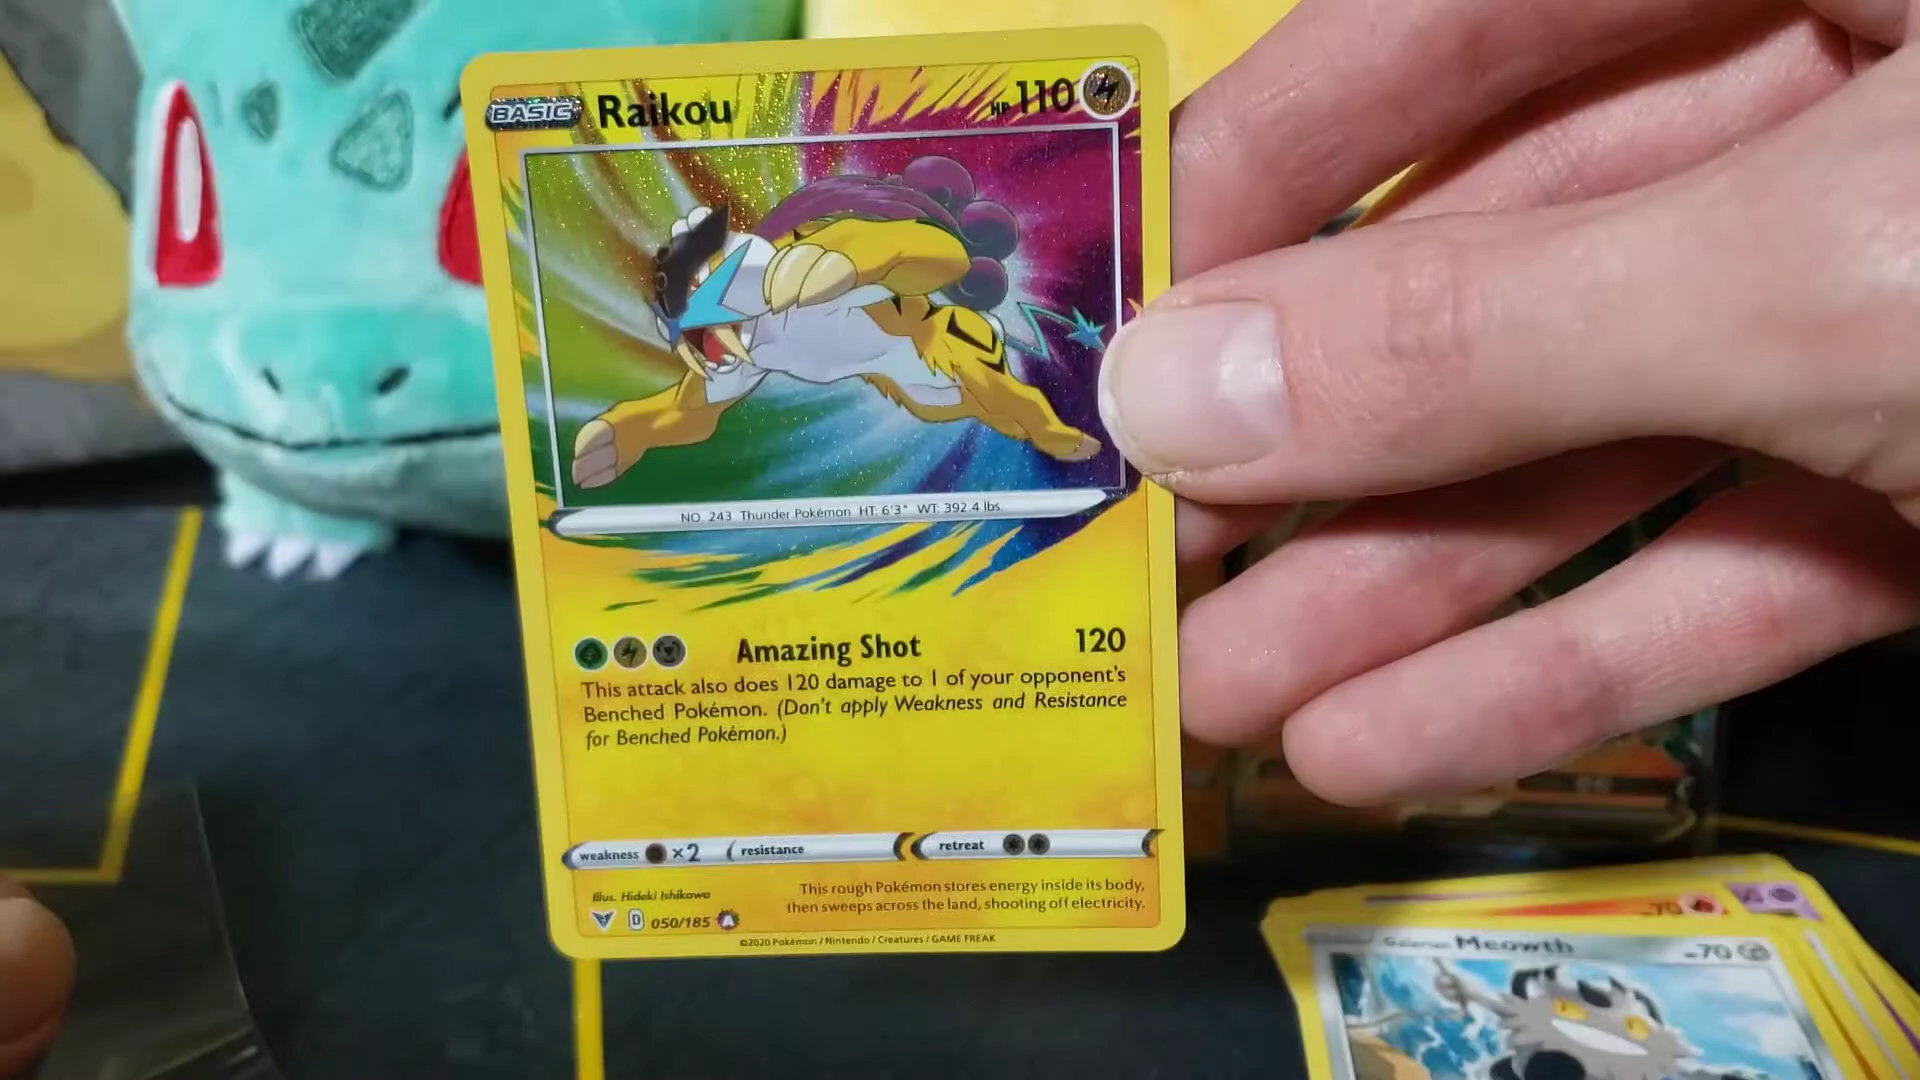 BASIC Raikou HP 110
NO. 243 Thunder Pokémon HT: 6'3" WT: 392.4 lbs.
Amazing Shot 120
This attack also does 120 damage to 1 of your opponent's
Benched Pokémon. (Don't apply Weakness and Resistance
for Benched Pokémon.)
weakness ×2 resistance retreat
Illus. Hideki Ishikawa
This rough Pokémon stores energy inside its body,
then sweeps across the land, shooting off electricity.
D 050/185 A
©2020 Pokémon / Nintendo / Creatures / GAME FREAK
70
Galarian Meowth 70